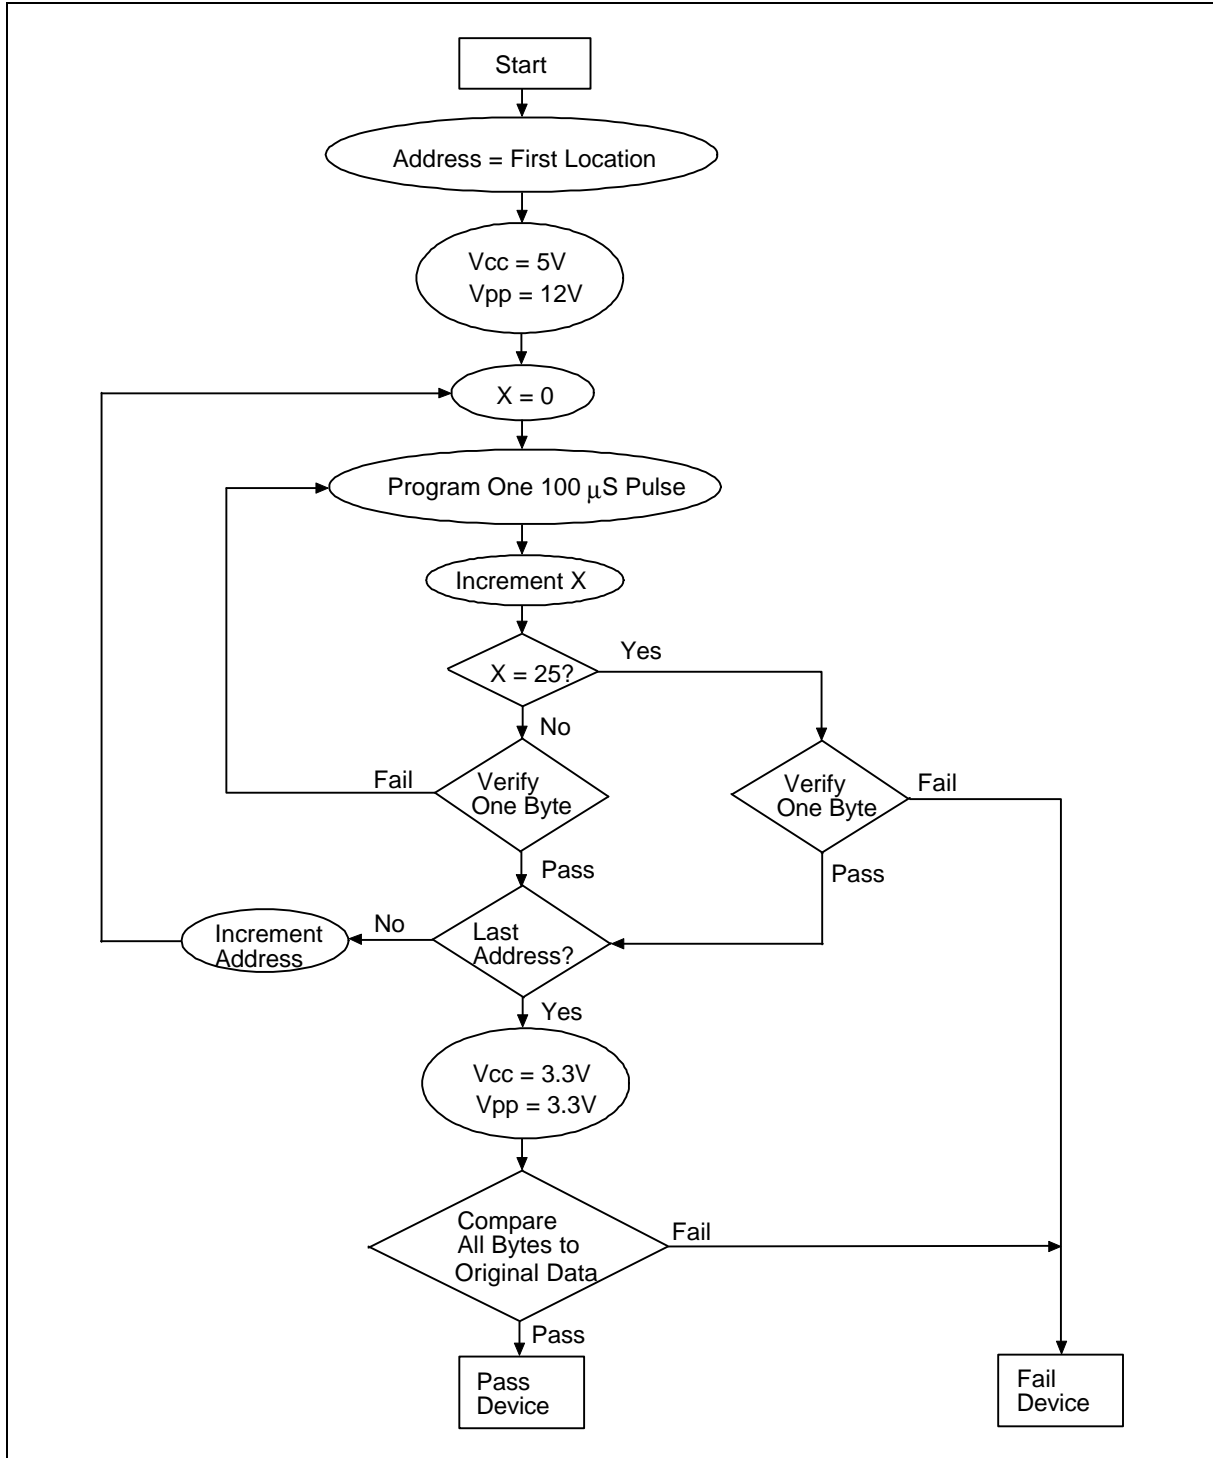 Start
Address = First Location
Vcc = 5V
Vpp = 12V
X = 0
Program One 100 μS Pulse
Increment X
X = 25?
Yes
No
Fail
Verify
One Byte
Verify
One Byte
Fail
Pass
Pass
Increment
Address
No
Last
Address?
Yes
Vcc = 3.3V
Vpp = 3.3V
Compare
All Bytes to
Original Data
Fail
Pass
Pass
Device
Fail
Device